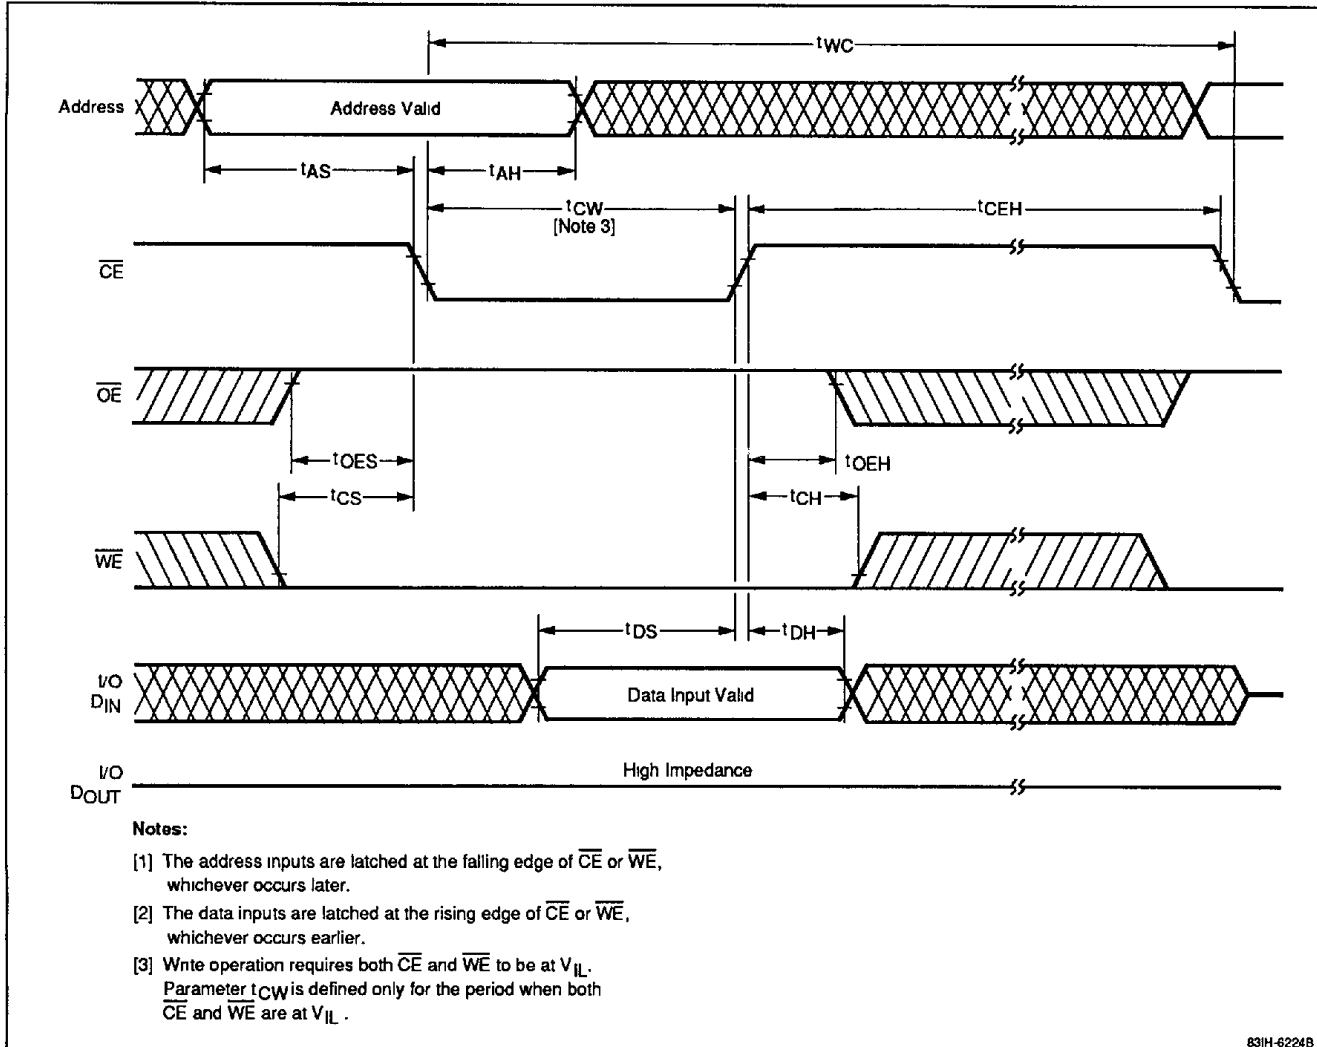 tWC
Address
Address Valid
tAS
tAH
tCW
[Note 3]
tCEH
CE
OE
tOES
tOEH
tCS
tCH
WE
tDS
tDH
I/O
DIN
Data Input Valid
I/O
DOUT
High Impedance
Notes:
[1] The address inputs are latched at the falling edge of CE or WE,
whichever occurs later.
[2] The data inputs are latched at the rising edge of CE or WE,
whichever occurs earlier.
[3] Write operation requires both CE and WE to be at VIL.
Parameter tCW is defined only for the period when both
CE and WE are at VIL .
83IH-6224B